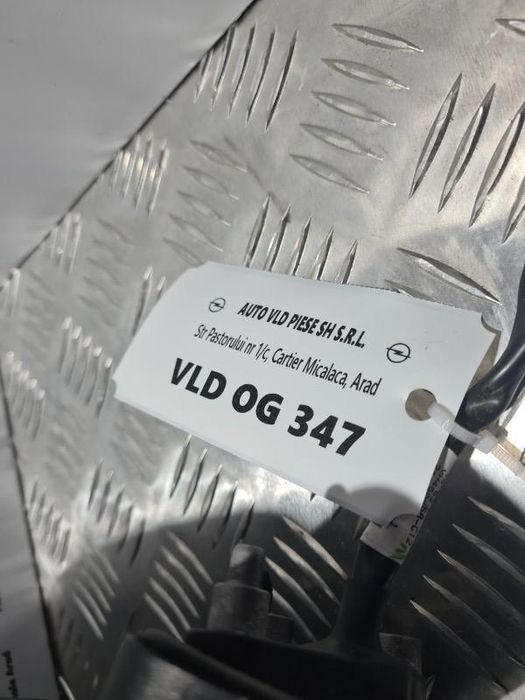 AUTO VLD PIESE SH S.R.L.
Str Pastorului nr 1/c, Cartier Micalaca, Arad
VLD OG 347